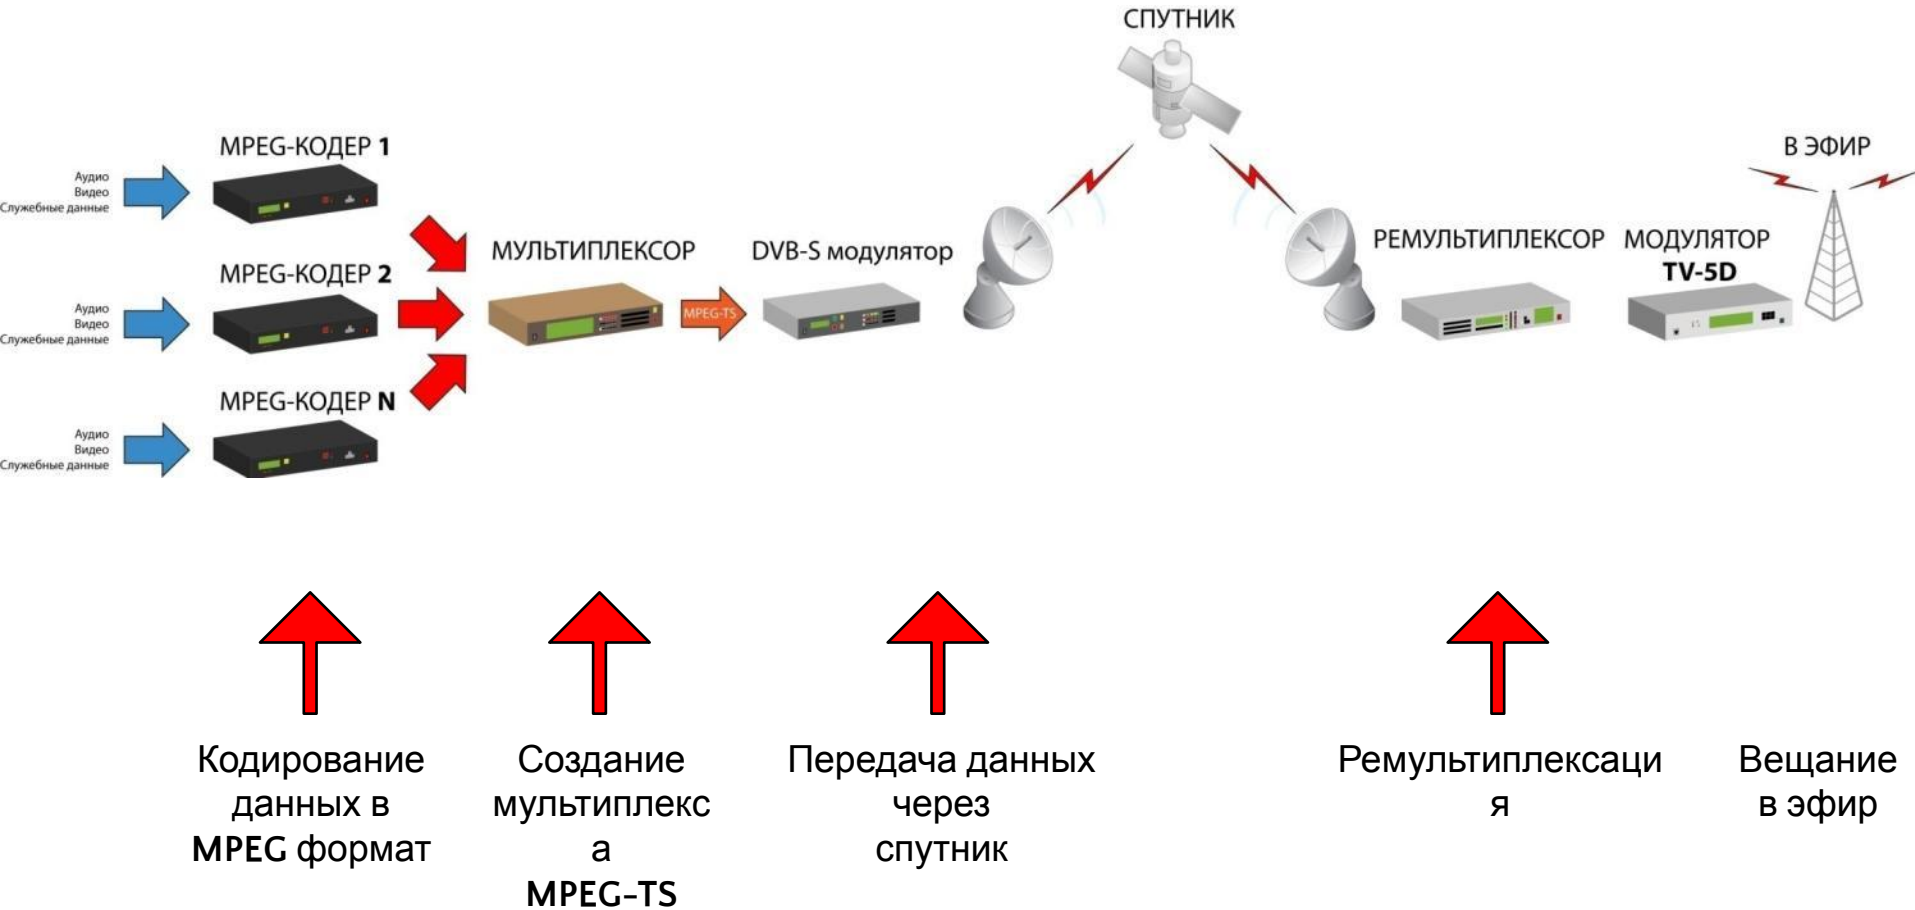 СПУТНИК
MPEG-КОДЕР 1
Аудио
Видео
Служебные данные
MPEG-КОДЕР 2
Аудио
Видео
Служебные данные
MPEG-КОДЕР N
Аудио
Видео
Служебные данные
МУЛЬТИПЛЕКСОР
MPEG-TS
DVB-S модулятор
РЕМУЛЬТИПЛЕКСОР
МОДУЛЯТОР
TV-5D
В ЭФИР
Кодирование
данных в
MPEG формат
Создание
мультиплекс
а
MPEG-TS
Передача данных
через
спутник
Ремультиплексаци
я
Вещание
в эфир